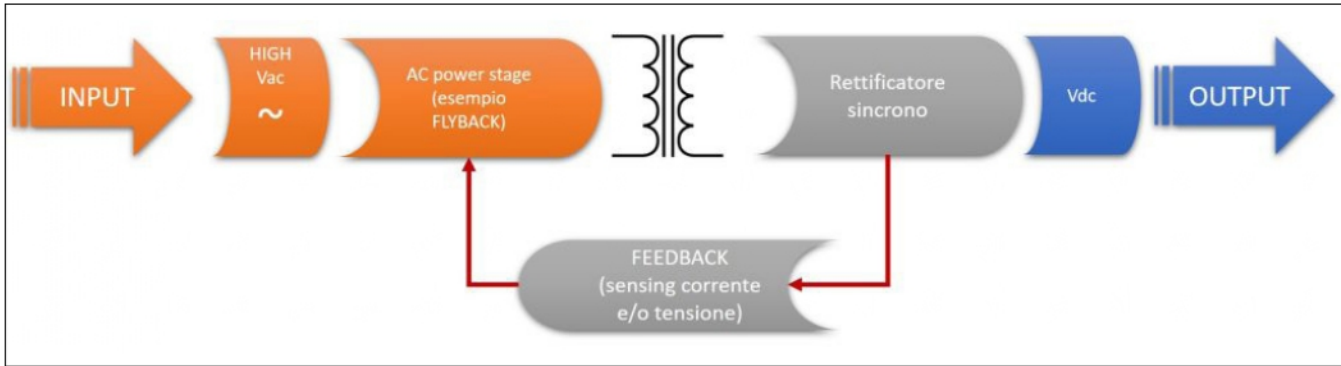 INPUT
HIGH
Vac
~
AC power stage
(esempio
FLYBACK)
Rettificatore
sincrono
Vdc
OUTPUT
FEEDBACK
(sensing corrente
e/o tensione)